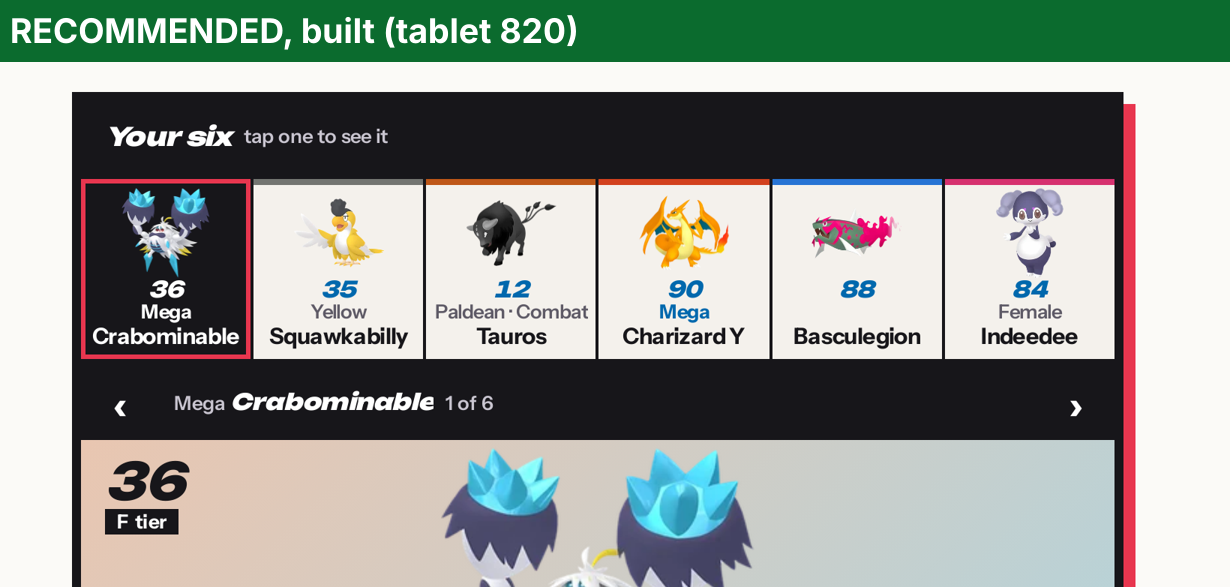 RECOMMENDED, built (tablet 820)
Your six tap one to see it
36
Mega
Crabominable
35
Yellow
Squawkabilly
12
Paldean · Combat
Tauros
90
Mega
Charizard Y
88
Basculegion
84
Female
Indeedee
‹ Mega Crabominable 1 of 6 ›
36
F tier